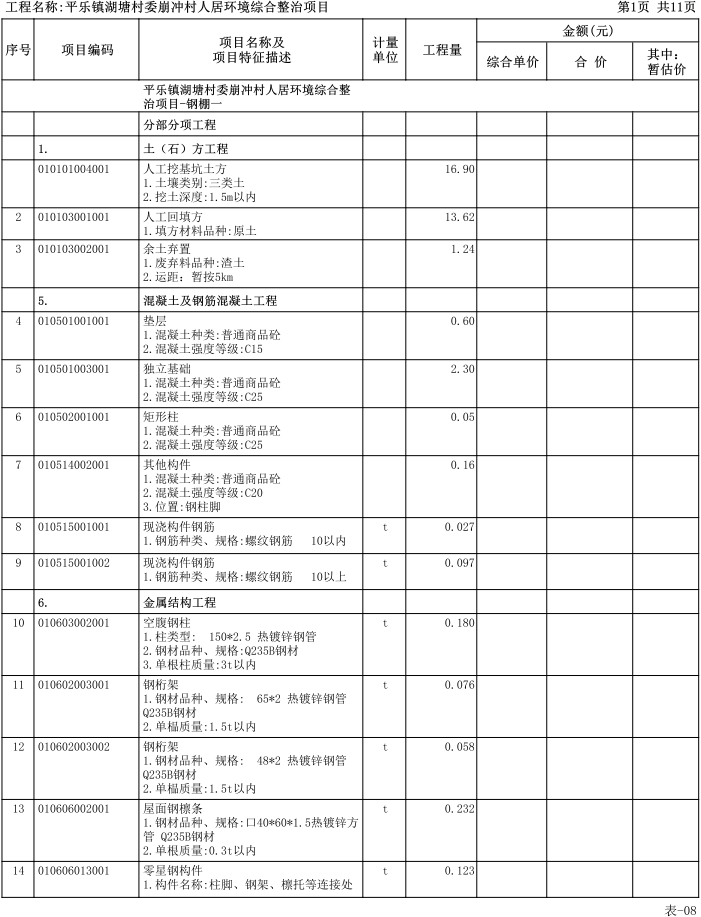 工程名称:平乐镇湖塘村委崩冲村人居环境综合整治项目 第1页 共11页
序号 项目编码 项目名称及 项目特征描述 计量单位 工程量 金额(元)
综合单价 合 价 其中: 暂估价
平乐镇湖塘村委崩冲村人居环境综合整
治项目-钢棚一
分部分项工程
1. 土（石）方工程
010101004001 人工挖基坑土方 16.90
1.土壤类别:三类土
2.挖土深度:1.5m以内
2 010103001001 人工回填方 13.62
1.填方材料品种:原土
3 010103002001 余土弃置 1.24
1.废弃料品种:渣土
2.运距: 暂按5km
5. 混凝土及钢筋混凝土工程
4 010501001001 垫层 0.60
1.混凝土种类:普通商品砼
2.混凝土强度等级:C15
5 010501003001 独立基础 2.30
1.混凝土种类:普通商品砼
2.混凝土强度等级:C25
6 010502001001 矩形柱 0.05
1.混凝土种类:普通商品砼
2.混凝土强度等级:C25
7 010514002001 其他构件 0.16
1.混凝土种类:普通商品砼
2.混凝土强度等级:C20
3.位置:钢柱脚
8 010515001001 现浇构件钢筋 t 0.027
1.钢筋种类、规格:螺纹钢筋 10以内
9 010515001002 现浇构件钢筋 t 0.097
1.钢筋种类、规格:螺纹钢筋 10以上
6. 金属结构工程
10 010603002001 空腹钢柱 t 0.180
1.柱类型: 150*2.5 热镀锌钢管
2.钢材品种、规格:Q235B钢材
3.单根柱质量:3t以内
11 010602003001 钢桁架 t 0.076
1.钢材品种、规格: 65*2 热镀锌钢管
Q235B钢材
2.单榀质量:1.5t以内
12 010602003002 钢桁架 t 0.058
1.钢材品种、规格: 48*2 热镀锌钢管
Q235B钢材
2.单榀质量:1.5t以内
13 010606002001 屋面钢檩条 t 0.232
1.钢材品种、规格:口40*60*1.5热镀锌方
管 Q235B钢材
2.单根质量:0.3t以内
14 010606013001 零星钢构件 t 0.123
1.构件名称:柱脚、钢架、檩托等连接处
表-08